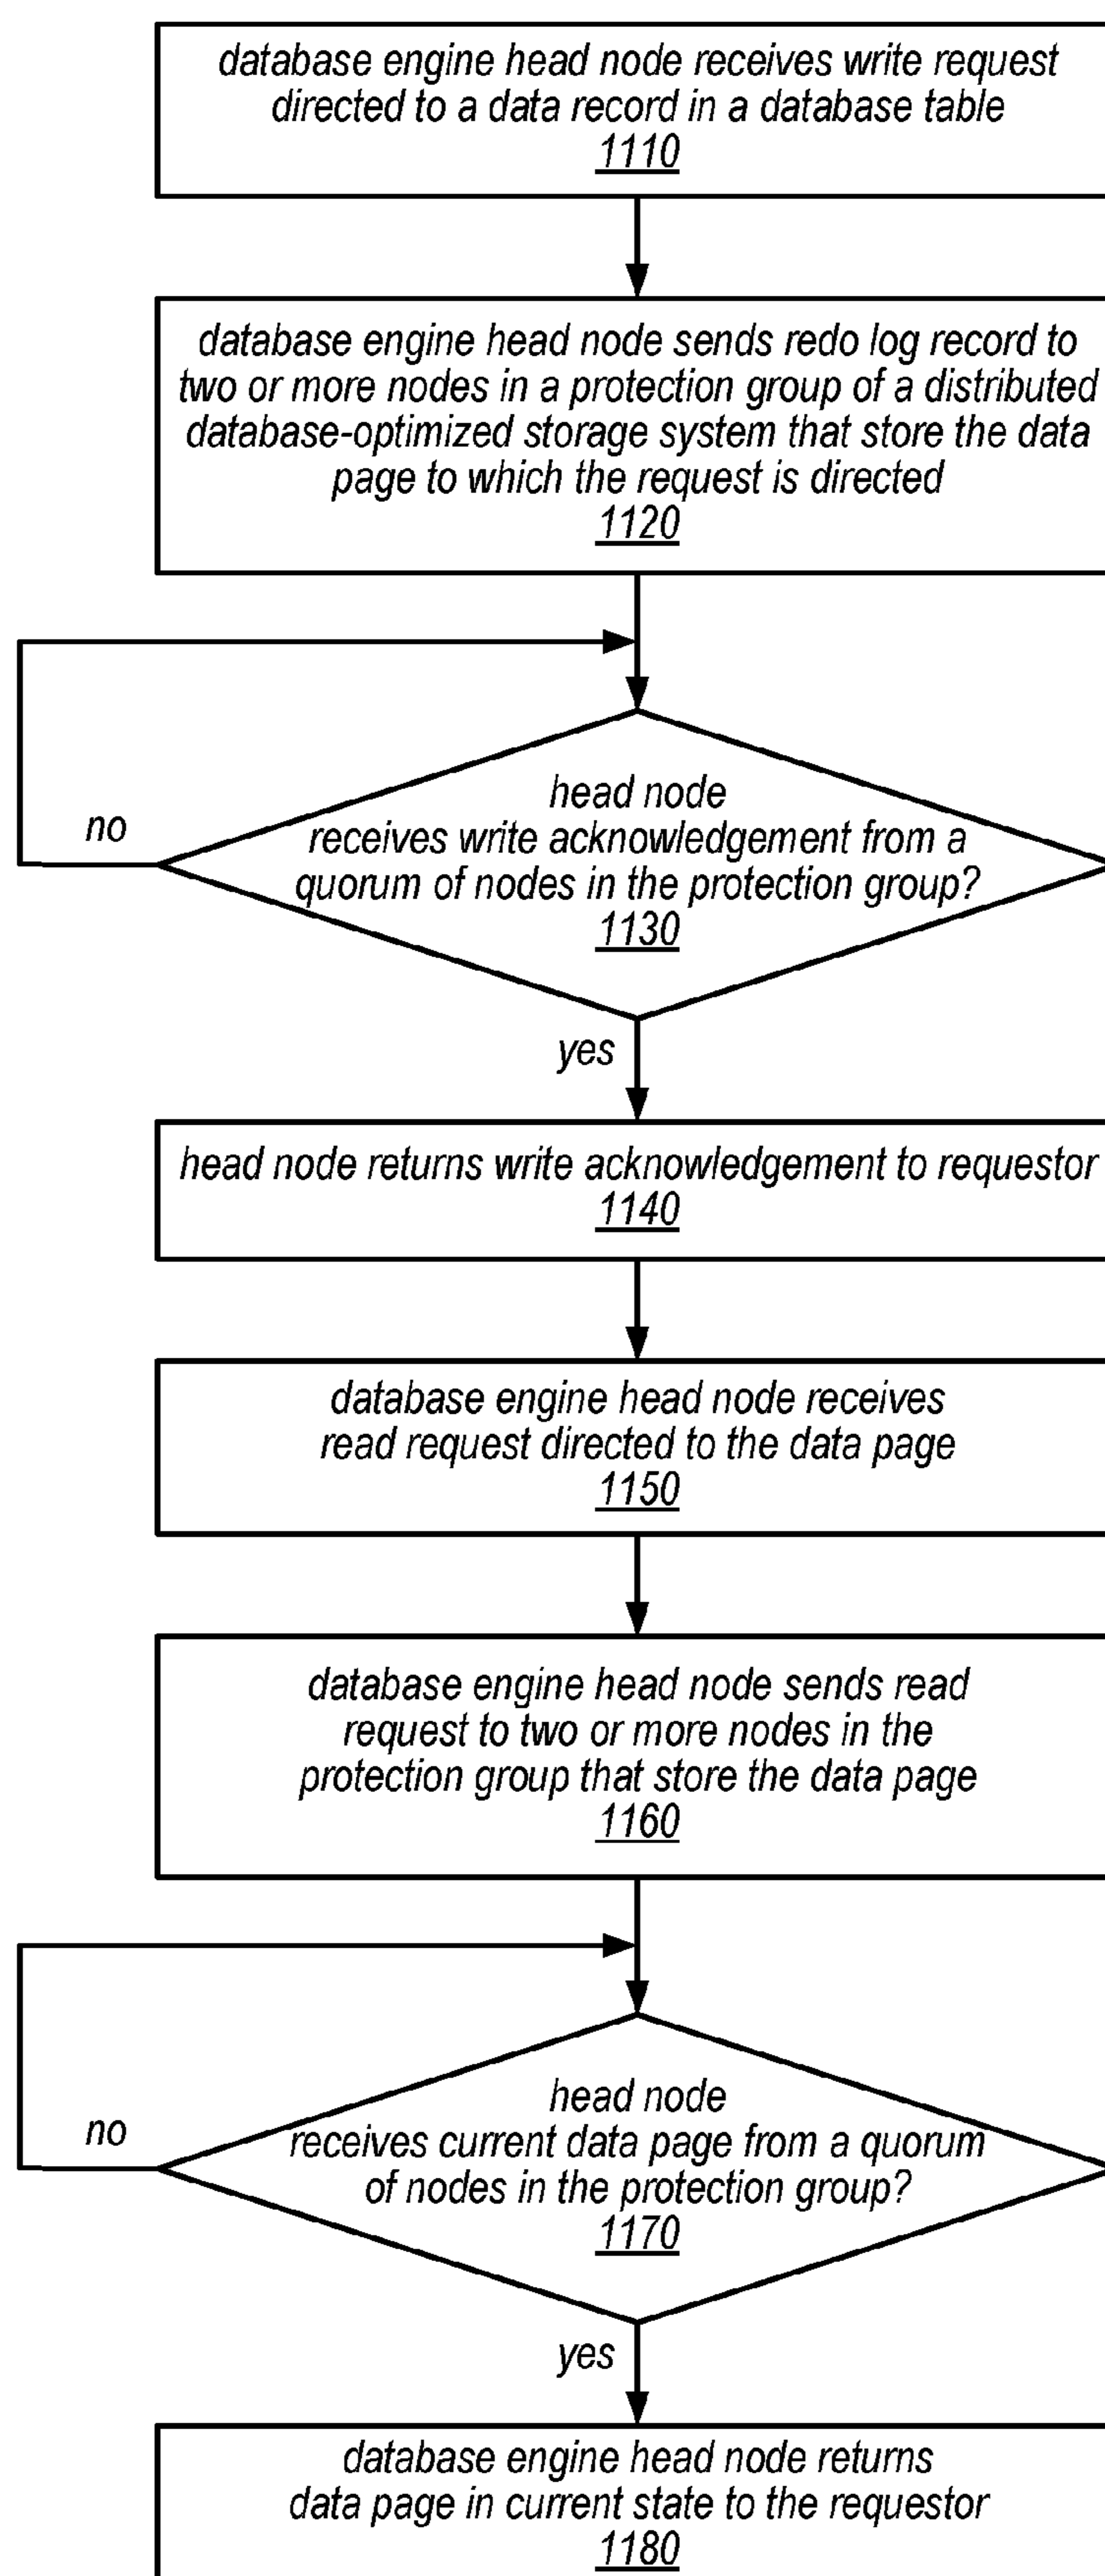 database engine head node receives write request
directed to a data record in a database table
1110
database engine head node sends redo log record to
two or more nodes in a protection group of a distributed
database-optimized storage system that store the data
page to which the request is directed
1120
head node
receives write acknowledgement from a
quorum of nodes in the protection group?
1130
no
yes
head node returns write acknowledgement to requestor
1140
database engine head node receives
read request directed to the data page
1150
database engine head node sends read
request to two or more nodes in the
protection group that store the data page
1160
head node
receives current data page from a quorum
of nodes in the protection group?
1170
no
yes
database engine head node returns
data page in current state to the requestor
1180